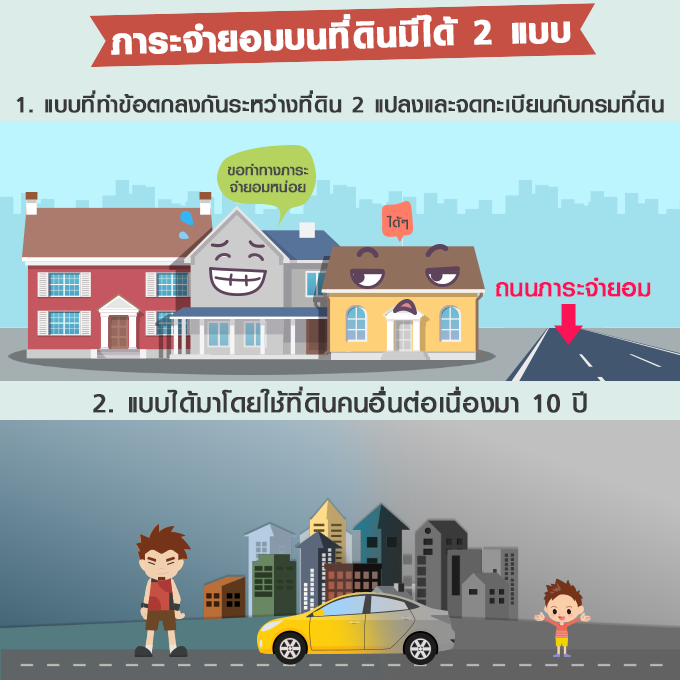 ภาระจำยอมบนที่ดินมีได้ 2 แบบ
1. แบบที่ทำข้อตกลงกันระหว่างที่ดิน 2 แปลงและจดทะเบียนกับกรมที่ดิน
ขอทำทางภาระ
จำยอมหน่อย
ได้ๆ
ถนนภาระจำยอม
2. แบบได้มาโดยใช้ที่ดินคนอื่นต่อเนื่องมา 10 ปี